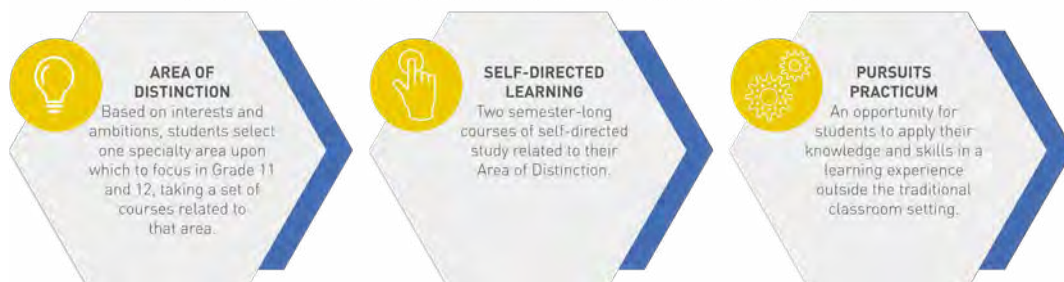 AREA OF
DISTINCTION
Based on interests and
ambitions, students select
one specialty area upon
which to focus in Grade 11
and 12, taking a set of
courses related to
that area.
SELF-DIRECTED
LEARNING
Two semester-long
courses of self-directed
study related to their
Area of Distinction.
PURSUITS
PRACTICUM
An opportunity for
students to apply their
knowledge and skills in a
learning experience
outside the traditional
classroom setting.